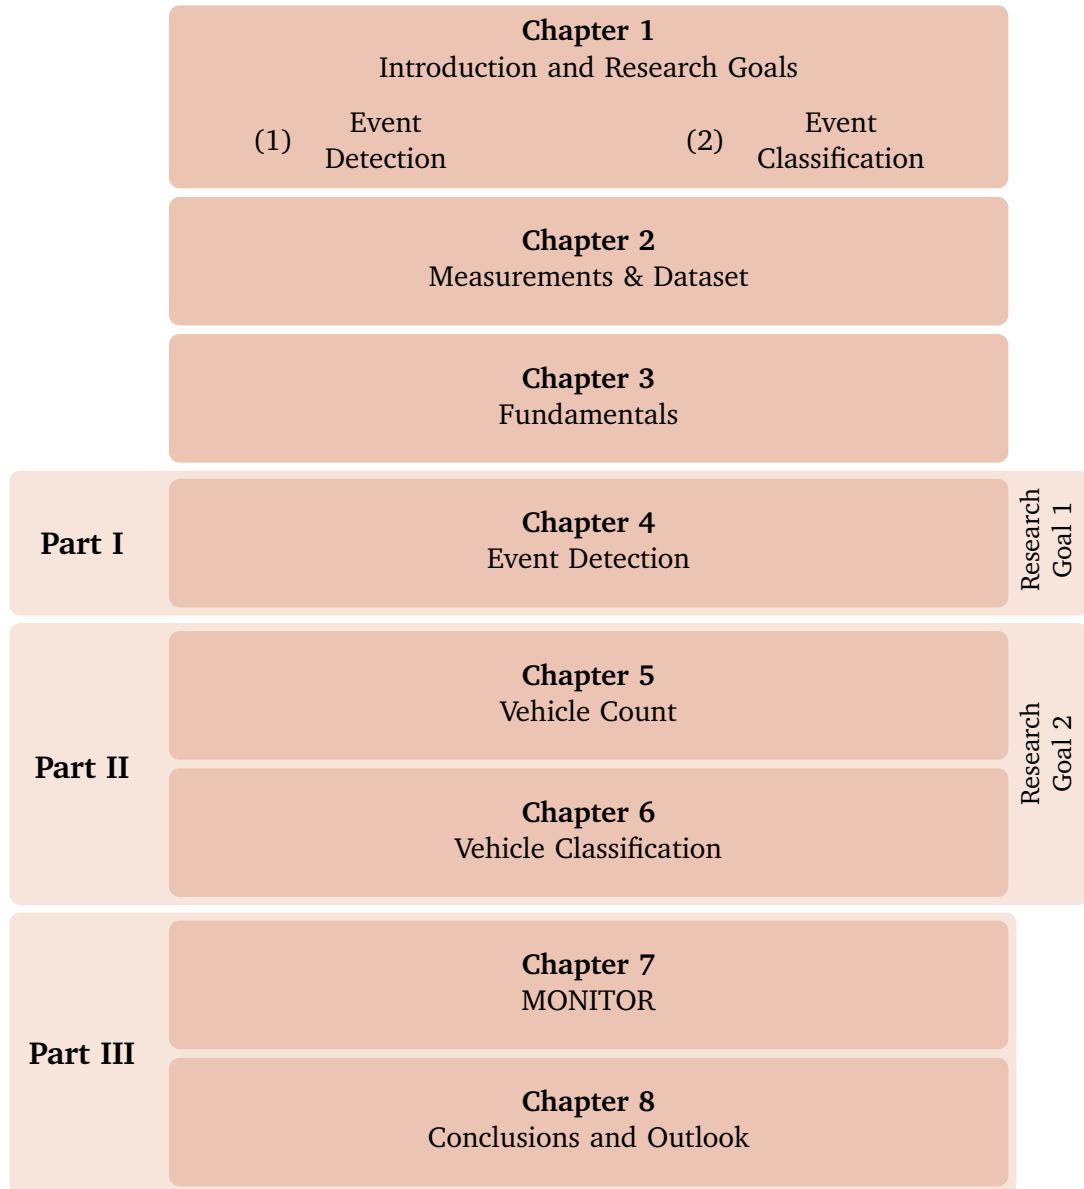 Chapter 1
Introduction and Research Goals
(1)
Event
Detection
(2)
Event
Classification
Chapter 2
Measurements & Dataset
Chapter 3
Fundamentals
Part I
Chapter 4
Event Detection
Research
Goal 1
Part II
Chapter 5
Vehicle Count
Chapter 6
Vehicle Classification
Research
Goal 2
Part III
Chapter 7
MONITOR
Chapter 8
Conclusions and Outlook